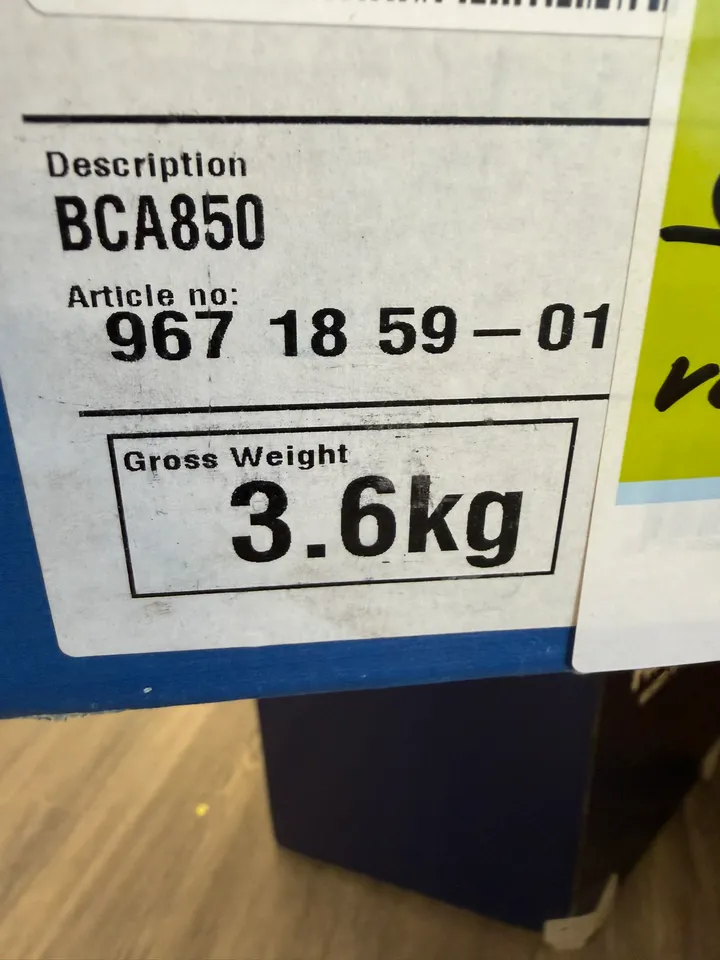 Description
BCA850
Article no:
967 18 59-01
Gross Weight
3.6kg